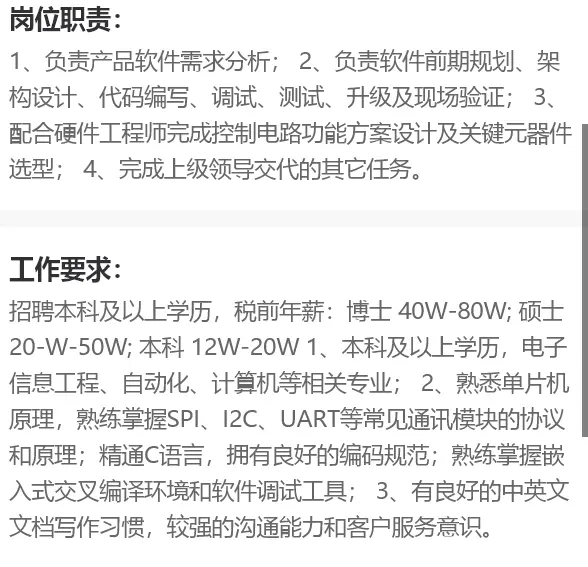 岗位职责：
1、负责产品软件需求分析； 2、负责软件前期规划、架
构设计、代码编写、调试、测试、升级及现场验证； 3、
配合硬件工程师完成控制电路功能方案设计及关键元器件
选型； 4、完成上级领导交代的其它任务。
工作要求：
招聘本科及以上学历，税前年薪：博士 40W-80W; 硕士
20-W-50W; 本科 12W-20W 1、本科及以上学历，电子
信息工程、自动化、计算机等相关专业； 2、熟悉单片机
原理，熟练掌握SPI、I2C、UART等常见通讯模块的协议
和原理；精通C语言，拥有良好的编码规范；熟练掌握嵌
入式交叉编译环境和软件调试工具； 3、有良好的中英文
文档写作习惯，较强的沟通能力和客户服务意识。